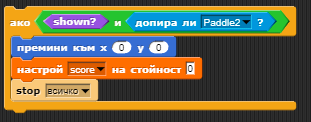 ако shown? и допира ли Paddle2 ?
премини към x 0 y 0
настрой score на стойност 0
stop всичко